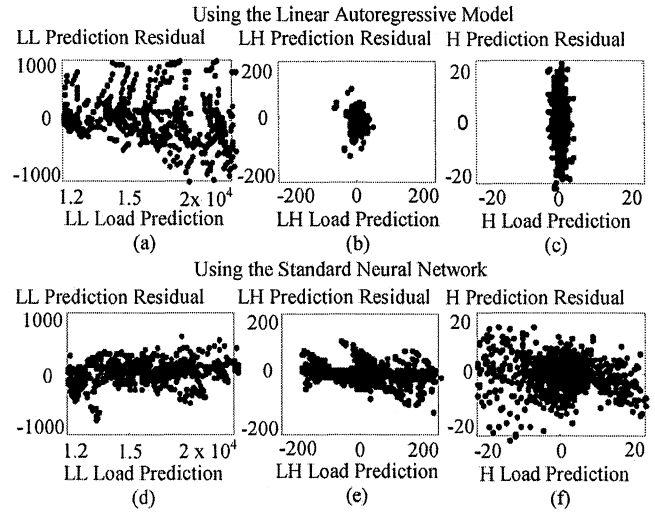 Using the Linear Autoregressive Model
LL Prediction Residual LH Prediction Residual H Prediction Residual
1000 200 20
0 0 0
-1000 -200 -20
1.2 1.5 2x 10^4 -200 0 200 -20 0 20
LL Load Prediction LH Load Prediction H Load Prediction
(a) (b) (c)
Using the Standard Neural Network
LL Prediction Residual LH Prediction Residual H Prediction Residual
1000 200 20
0 0 0
-1000 -200 -20
1.2 1.5 2 x 10^4 -200 0 200 -20 0 20
LL Load Prediction LH Load Prediction H Load Prediction
(d) (e) (f)